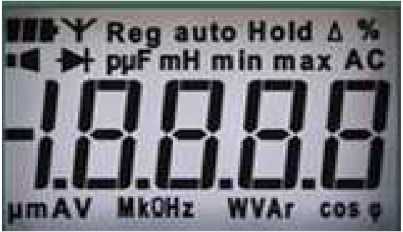 Reg auto Hold Δ %
pµF mH min max AC
-1.8.8.8.8
µmAV MkΩHz WVAr cos φ